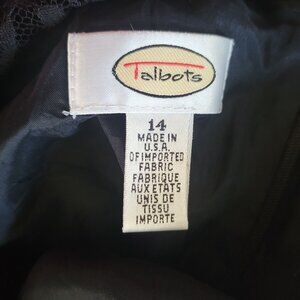 Talbots
14
MADE IN
U.S.A.
OF IMPORTED
FABRIC
FABRIQUE
AUX ETATS
UNIS DE
TISSU
IMPORTE